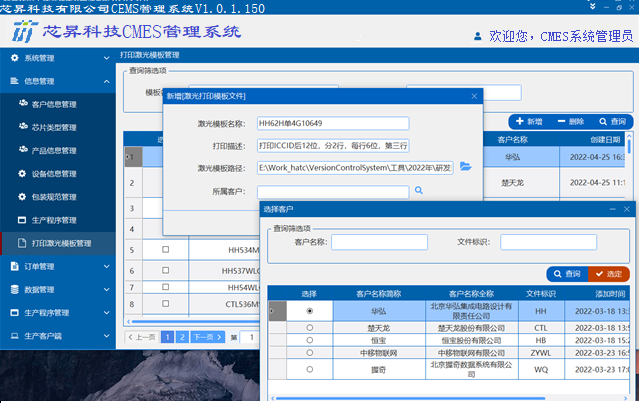 芯昇科技有限公司CEMS管理系统V1.0.1.150
芯昇科技CMES管理系统
欢迎您，CMES系统管理员
系统管理
信息管理
客户信息管理
芯片类型管理
产品信息管理
设备信息管理
包装规范管理
生产程序管理
打印激光模板管理
订单管理
数据管理
生产程序管理
生产客户端
打印激光模板管理
查询筛选项
新增 删除 查询
客户名称 创建日期
1 华弘 2022-04-25 16:3
2 楚天龙 2022-04-25 11:1
3
4
5 HH534M
6 HH537WLC
7 HH54WLC
8 CTL536MS
上一页 1 2 下一页 第 1
新增[激光打印模板文件]
激光模板名称： HH62H单4G10649
打印描述： 打印ICCID后12位，分2行，每行6位，第三行
激光模板路径： E:\Work_hatc\VersionControlSystem\工具\2022年\研发
所属客户：
选择客户
查询筛选项
客户名称： 文件标识：
查询 选定
选择 客户名称简称 客户名称全称 文件标识 添加时间
华弘 北京华弘集成电路设计有限责任公司 HH 2022-03-18 13:
楚天龙 楚天龙股份有限公司 CTL 2022-03-18 15:
恒宝 恒宝股份有限公司 HB 2022-03-18 15:2
中移物联网 中移物联网有限公司 ZYWL 2022-03-23 16:5
握奇 北京握奇数据系统有限公司 WQ 2022-03-23 17:0